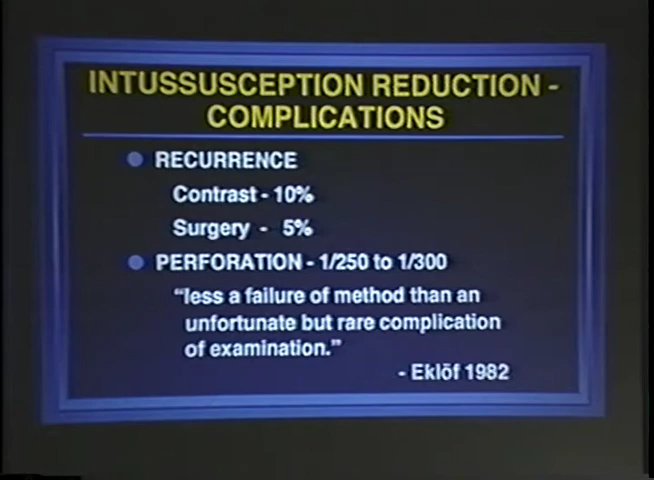 INTUSSUSCEPTION REDUCTION -
COMPLICATIONS
RECURRENCE
Contrast - 10%
Surgery - 5%
PERFORATION - 1/250 to 1/300
"less a failure of method than an
unfortunate but rare complication
of examination."
- Eklöf 1982